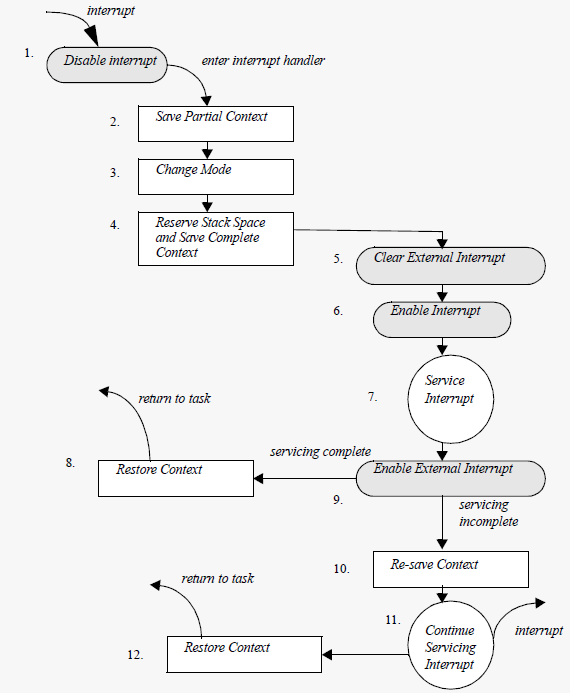 interrupt
1.
Disable interrupt
enter interrupt handler
2.
Save Partial Context
3.
Change Mode
4.
Reserve Stack Space
and Save Complete
Context
5.
Clear External Interrupt
6.
Enable Interrupt
7.
Service
Interrupt
return to task
8.
Restore Context
servicing complete
Enable External Interrupt
9.
servicing
incomplete
10.
Re-save Context
return to task
11.
Continue
Servicing
Interrupt
interrupt
12.
Restore Context